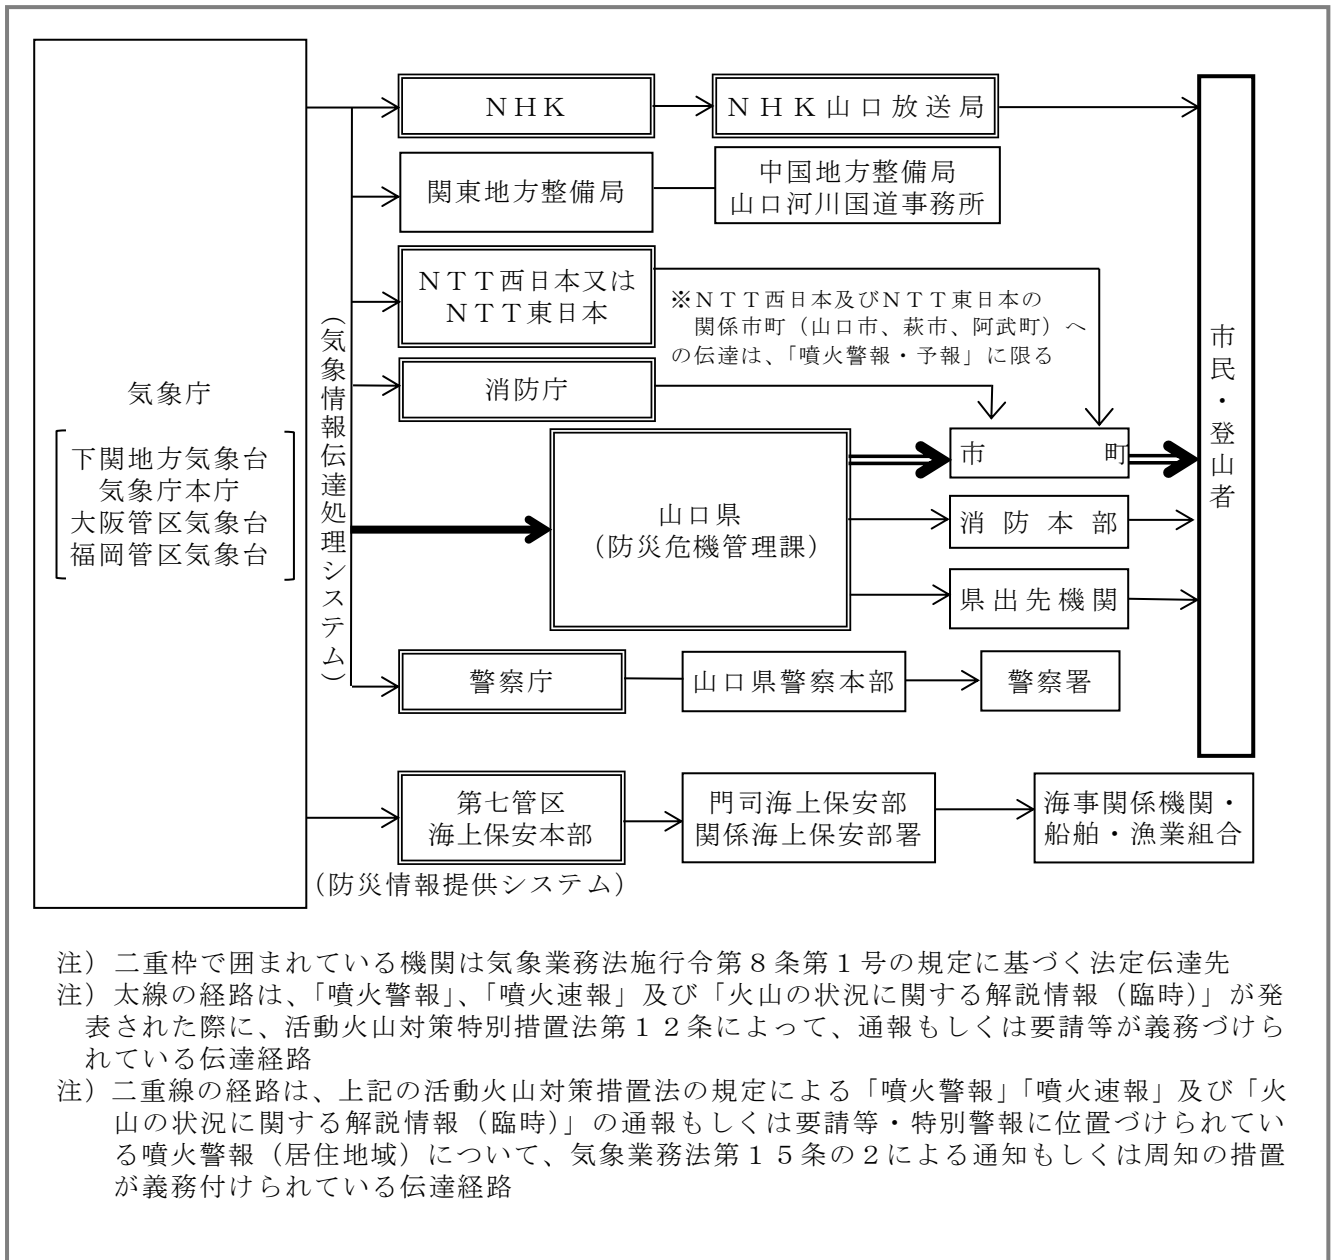 気象庁
下関地方気象台
気象庁本庁
大阪管区気象台
福岡管区気象台
（気象情報伝達処理システム）
ＮＨＫ
ＮＨＫ山口放送局
関東地方整備局
中国地方整備局
山口河川国道事務所
ＮＴＴ西日本又は
ＮＴＴ東日本
※ＮＴＴ西日本及びＮＴＴ東日本の
関係市町（山口市、萩市、阿武町）へ
の伝達は、「噴火警報・予報」に限る
消防庁
山口県
（防災危機管理課）
市　　　　町
消防本部
県出先機関
市民・登山者
警察庁
山口県警察本部
警察署
第七管区
海上保安本部
門司海上保安部
関係海上保安部署
海事関係機関・
船舶・漁業組合
（防災情報提供システム）
注）二重枠で囲まれている機関は気象業務法施行令第８条第１号の規定に基づく法定伝達先
注）太線の経路は、「噴火警報」、「噴火速報」及び「火山の状況に関する解説情報（臨時）」が発
表された際に、活動火山対策特別措置法第１２条によって、通報もしくは要請等が義務づけら
れている伝達経路
注）二重線の経路は、上記の活動火山対策措置法の規定による「噴火警報」「噴火速報」及び「火
山の状況に関する解説情報（臨時）」の通報もしくは要請等・特別警報に位置づけられてい
る噴火警報（居住地域）について、気象業務法第１５条の２による通知もしくは周知の措置
が義務付けられている伝達経路